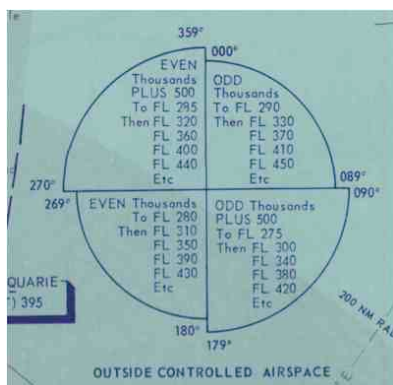 359°
000°
EVEN
Thousands
PLUS 500
To FL 285
Then FL 320
FL 360
FL 400
FL 440
Etc
ODD
Thousands
To FL 290
Then FL 330
FL 370
FL 410
FL 450
Etc
270°
089°
269°
090°
EVEN Thousands
To FL 280
Then FL 310
FL 350
FL 390
FL 430
Etc
ODD Thousands
PLUS 500
To FL 275
Then FL 300
FL 340
FL 380
FL 420
Etc
QUARIE
) 395
200 NM RA
180°
179°
OUTSIDE CONTROLLED AIRSPACE